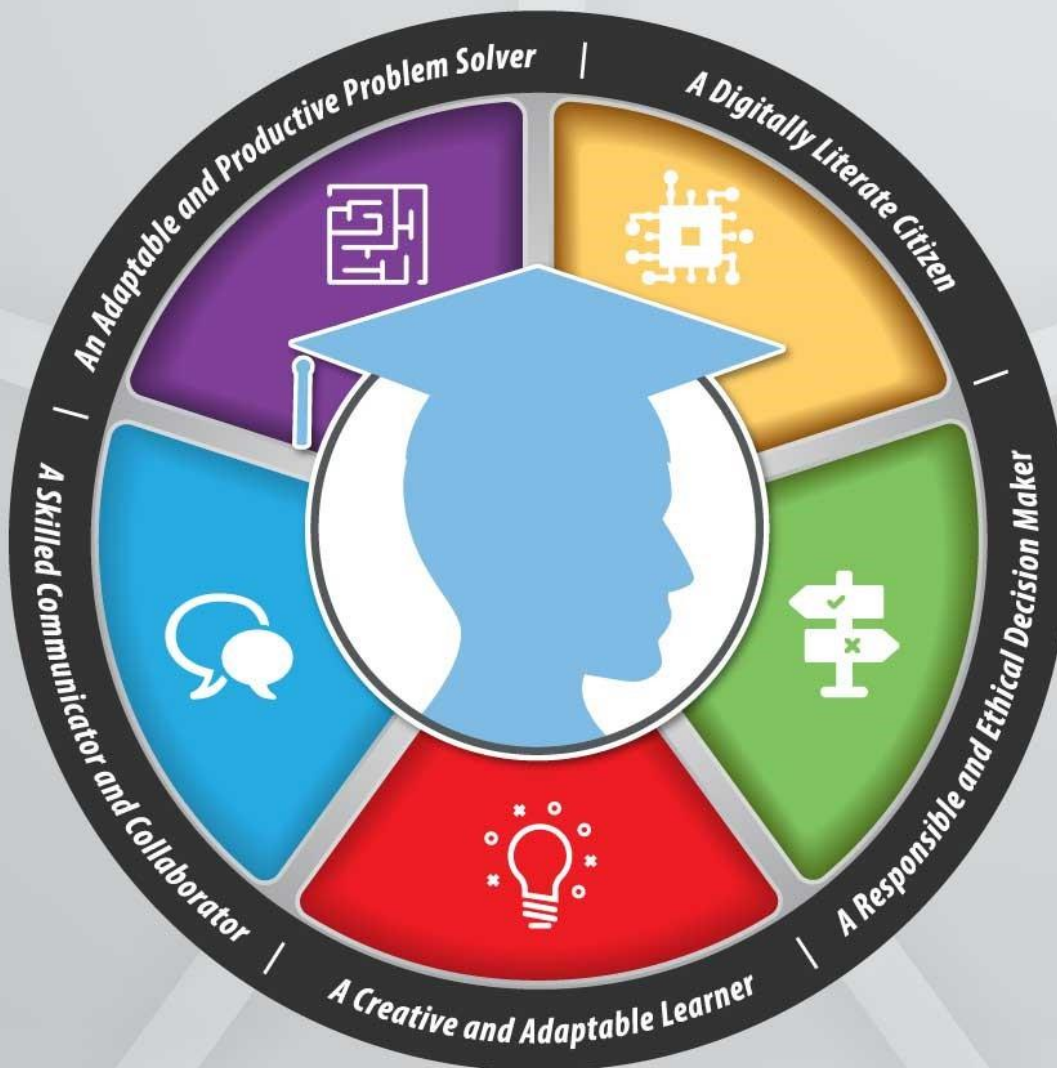 An Adaptable and Productive Problem Solver
A Digitally Literate Citizen
A Responsible and Ethical Decision Maker
A Creative and Adaptable Learner
A Skilled Communicator and Collaborator